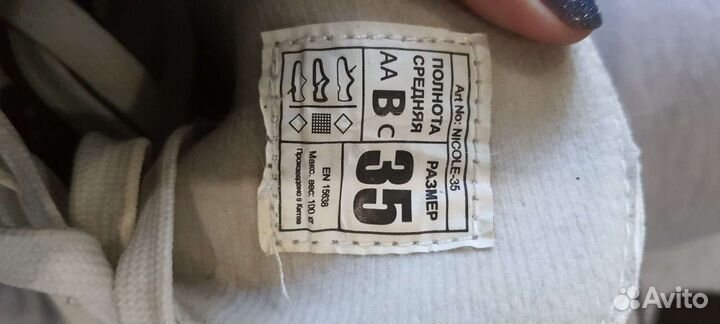 Art No: NICOLE-35
ПОЛНОТА
СРЕДНЯЯ
AA B C
РАЗМЕР
35
EN 15638
Макс. вес: 100 кг
Произведено в Китае
Avito